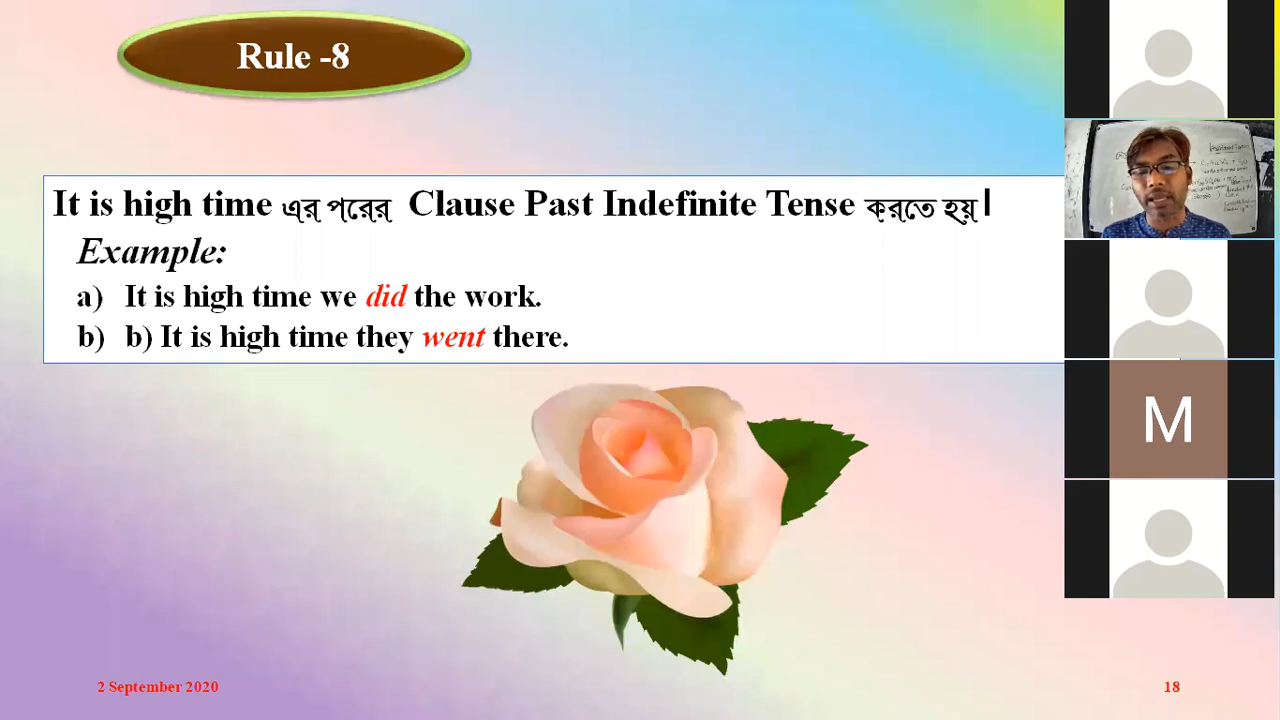 Rule -8
It is high time এর পরের Clause Past Indefinite Tense করতে হয়।
Example:
a) It is high time we did the work.
b) b) It is high time they went there.
M
2 September 2020
18